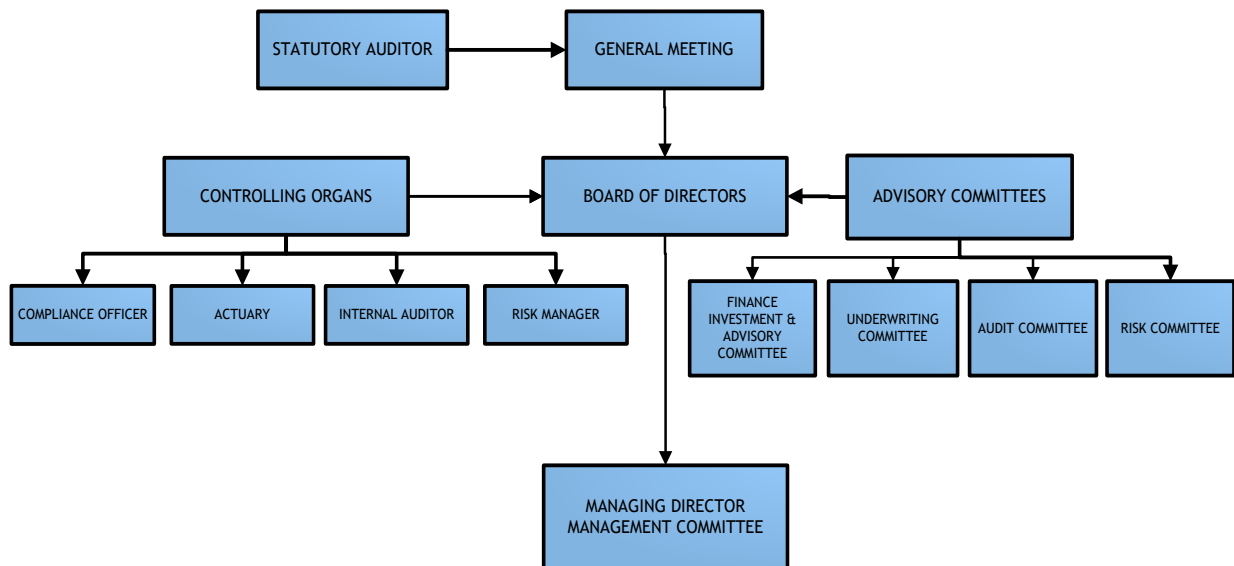 STATUTORY AUDITOR
GENERAL MEETING
CONTROLLING ORGANS
BOARD OF DIRECTORS
ADVISORY COMMITTEES
COMPLIANCE OFFICER
ACTUARY
INTERNAL AUDITOR
RISK MANAGER
FINANCE
INVESTMENT &
ADVISORY
COMMITTEE
UNDERWRITING
COMMITTEE
AUDIT COMMITTEE
RISK COMMITTEE
MANAGING DIRECTOR
MANAGEMENT COMMITTEE